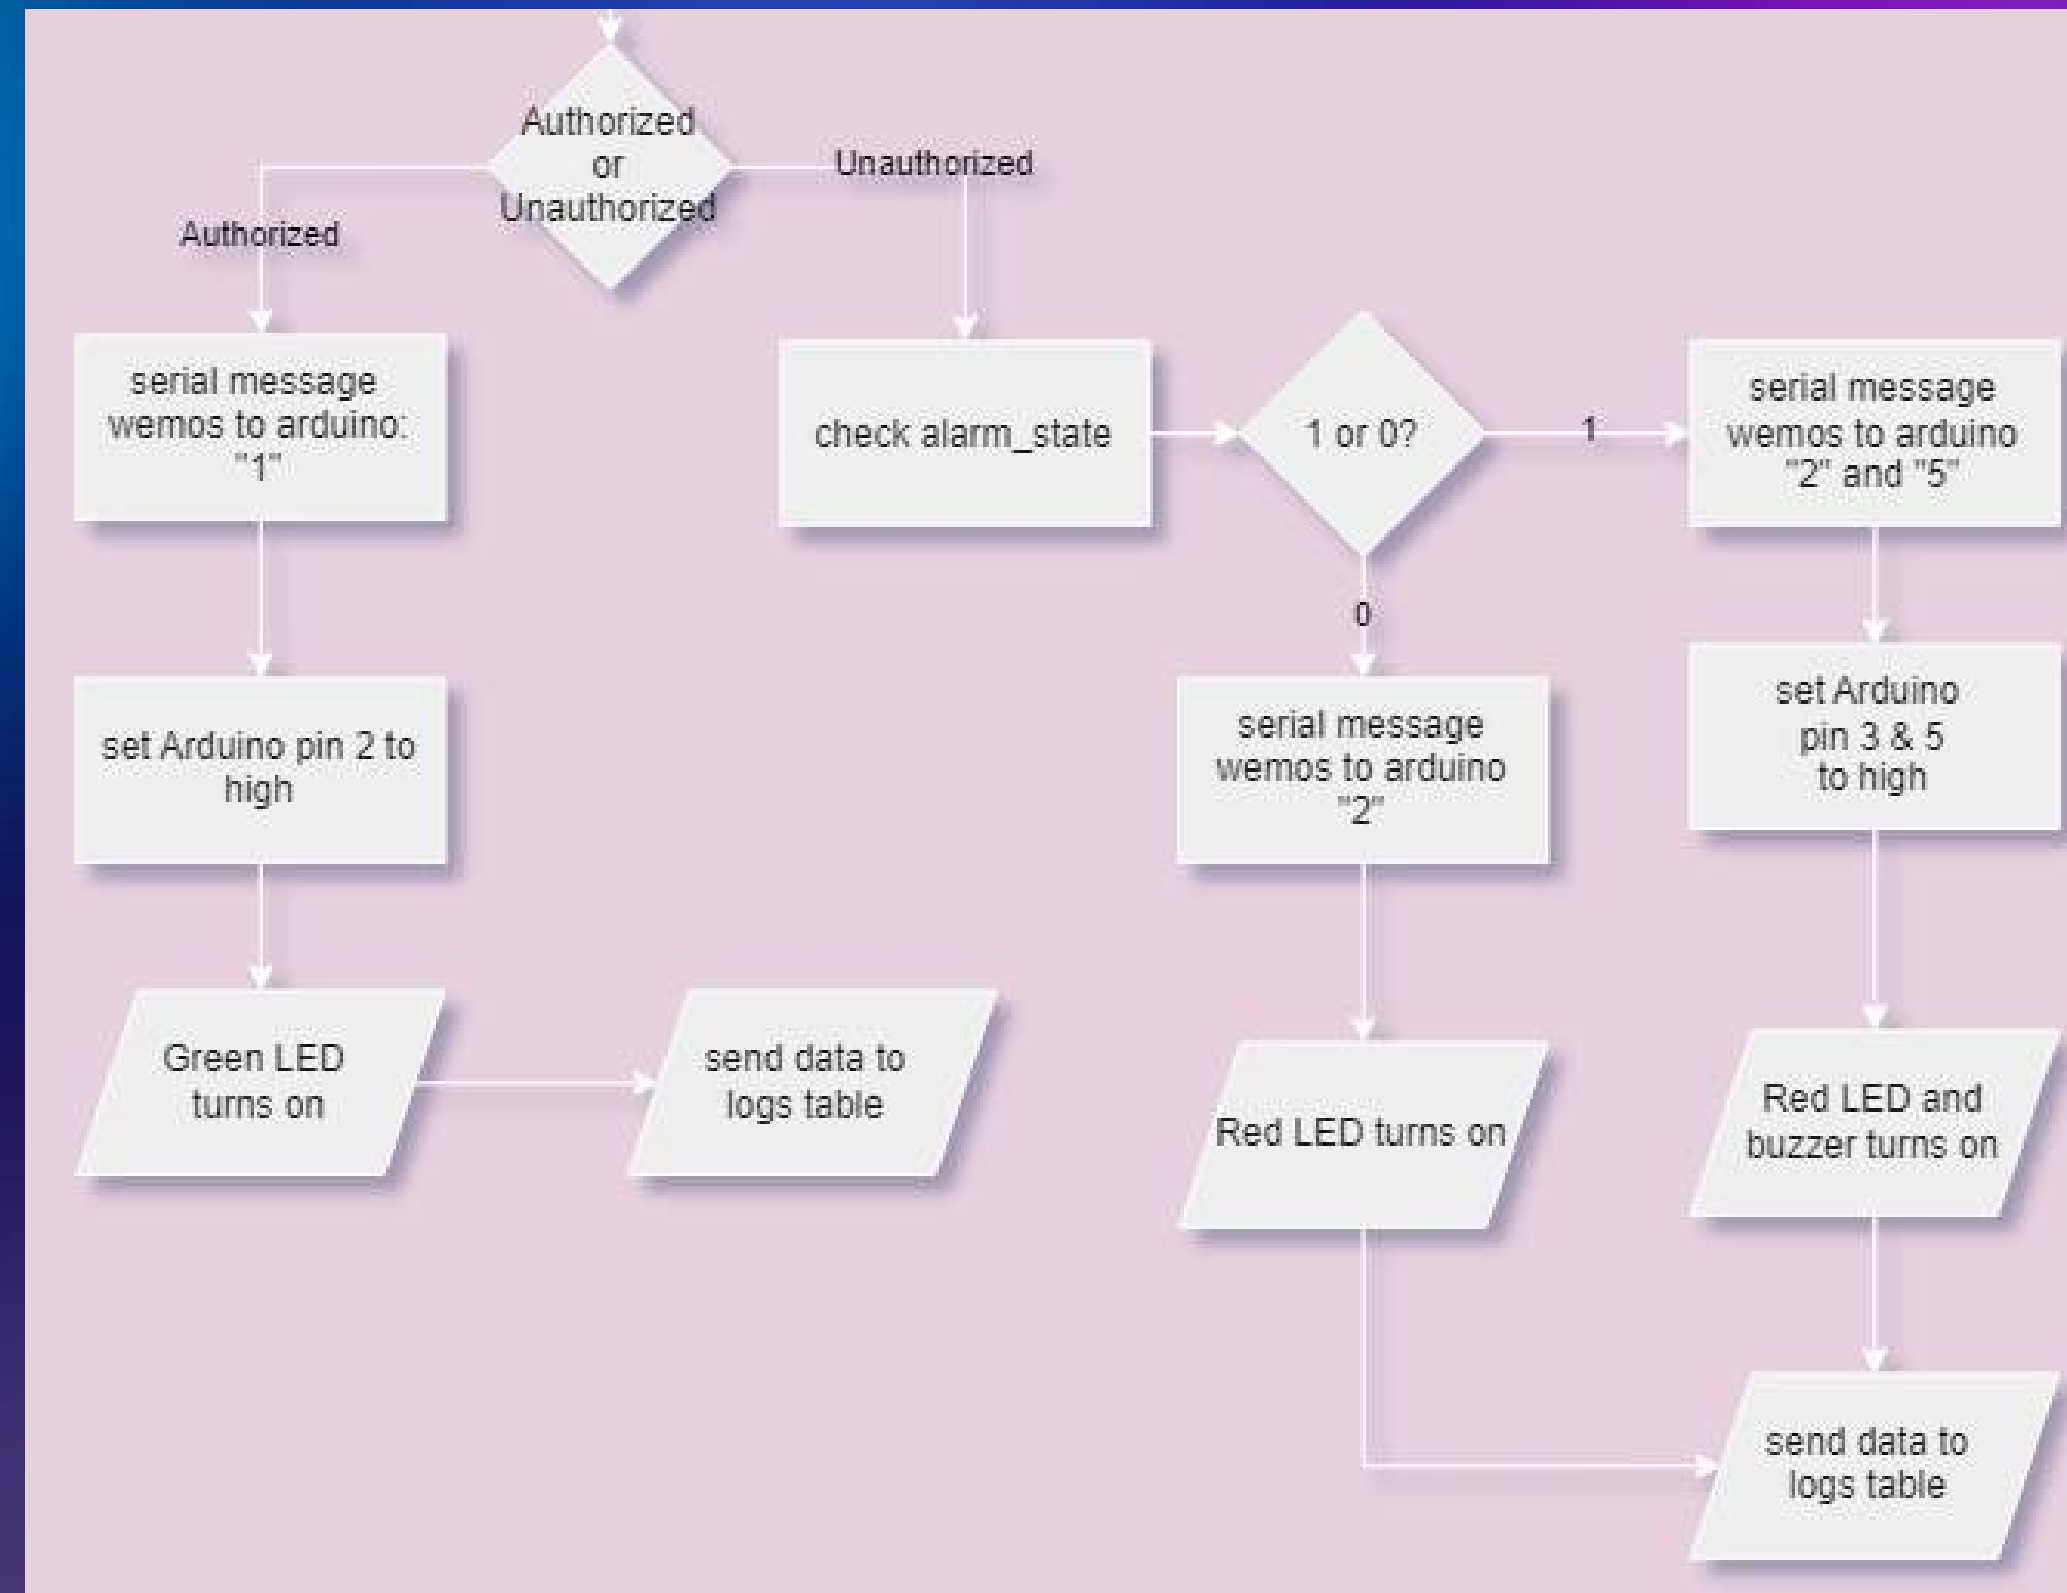 Authorized
or
Unauthorized
Unauthorized
Authorized
serial message
wemos to arduino:
"1"
check alarm_state
1 or 0?
1
serial message
wemos to arduino
"2" and "5"
0
set Arduino pin 2 to
high
serial message
wemos to arduino
"2"
set Arduino
pin 3 & 5
to high
Green LED
turns on
send data to
logs table
Red LED turns on
Red LED and
buzzer turns on
send data to
logs table